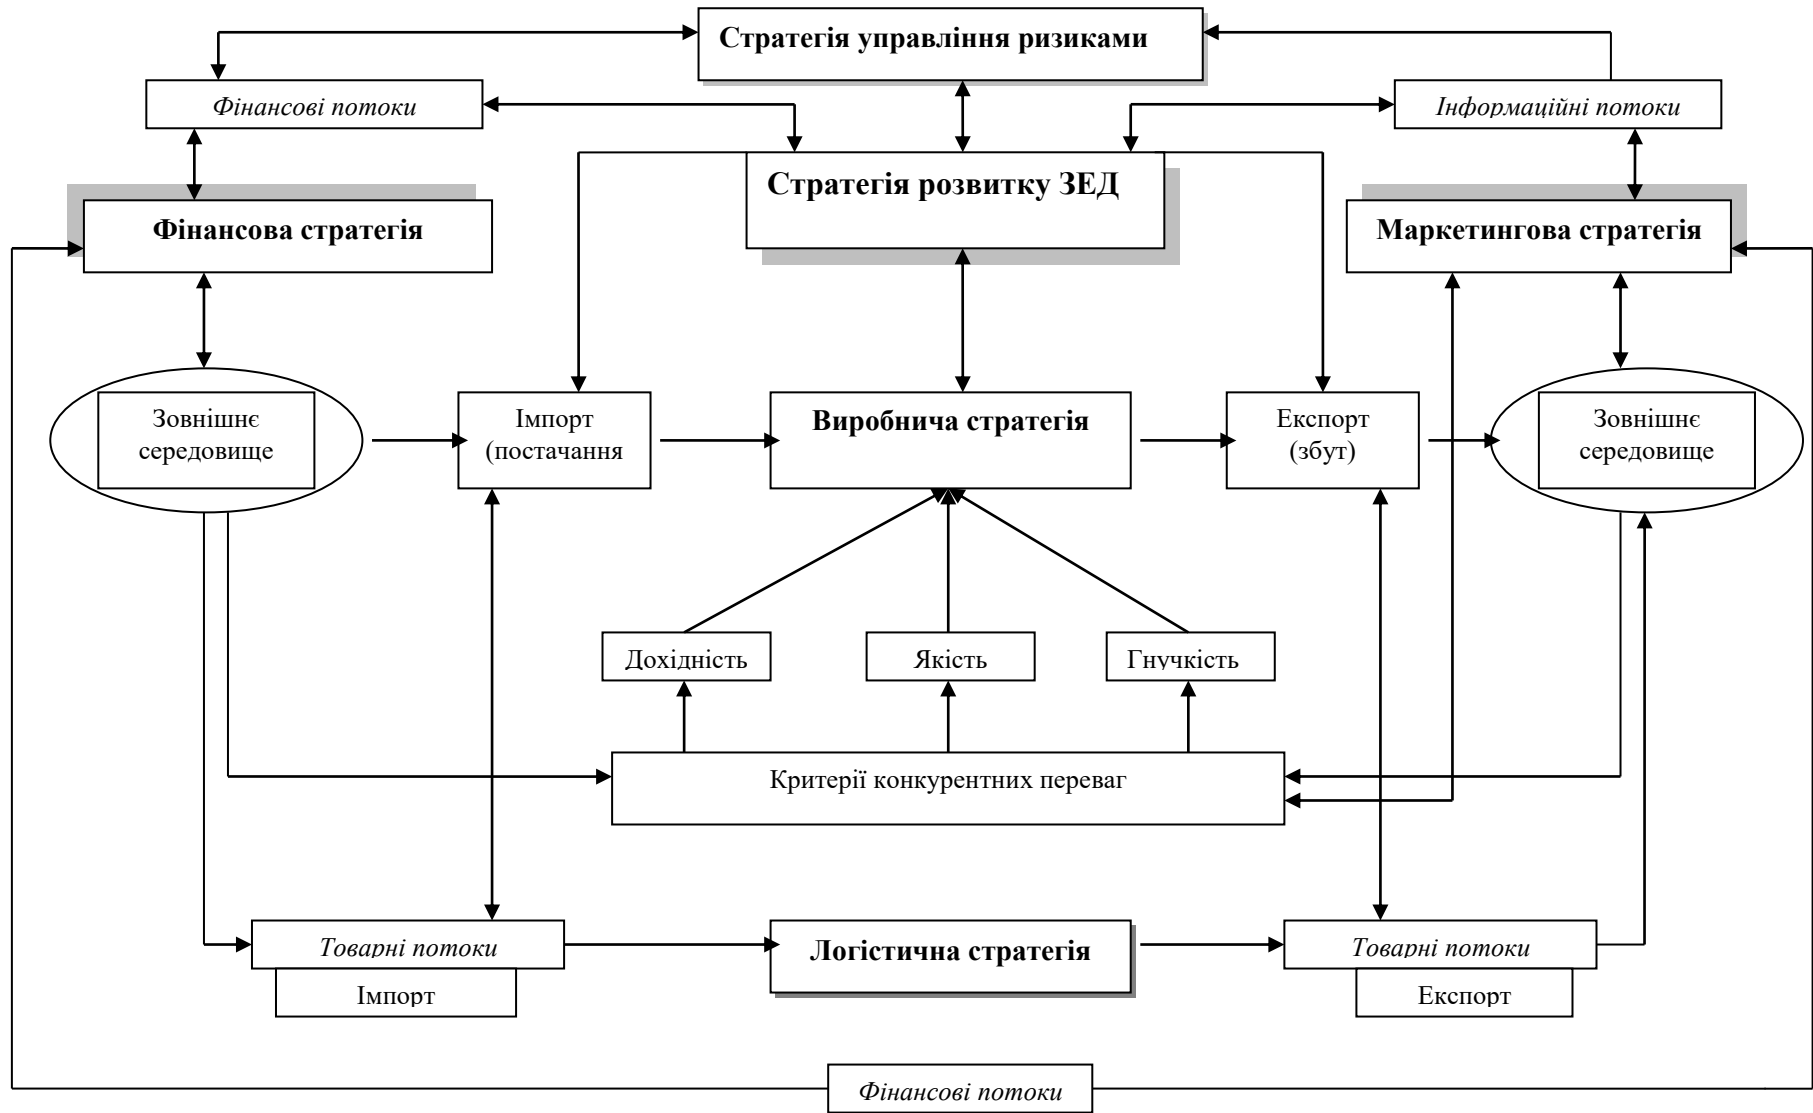 Стратегія управління ризиками
Фінансові потоки
Інформаційні потоки
Стратегія розвитку ЗЕД
Фінансова стратегія
Маркетингова стратегія
Зовнішнє
середовище
Імпорт
(постачання
Виробнича стратегія
Експорт
(збут)
Зовнішнє
середовище
Дохідність
Якість
Гнучкість
Критерії конкурентних переваг
Товарні потоки
Імпорт
Логістична стратегія
Товарні потоки
Експорт
Фінансові потоки